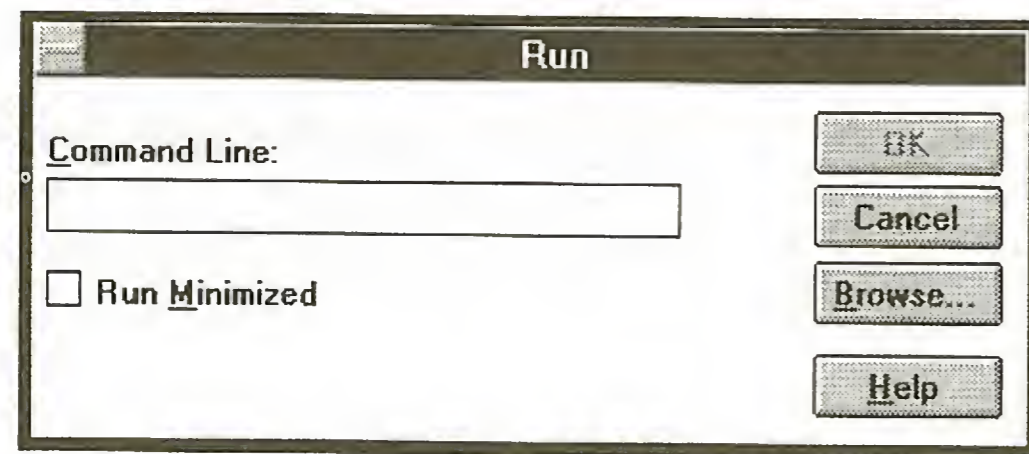 Run
Command Line:
OK
Cancel
Run Minimized
Browse...
Help